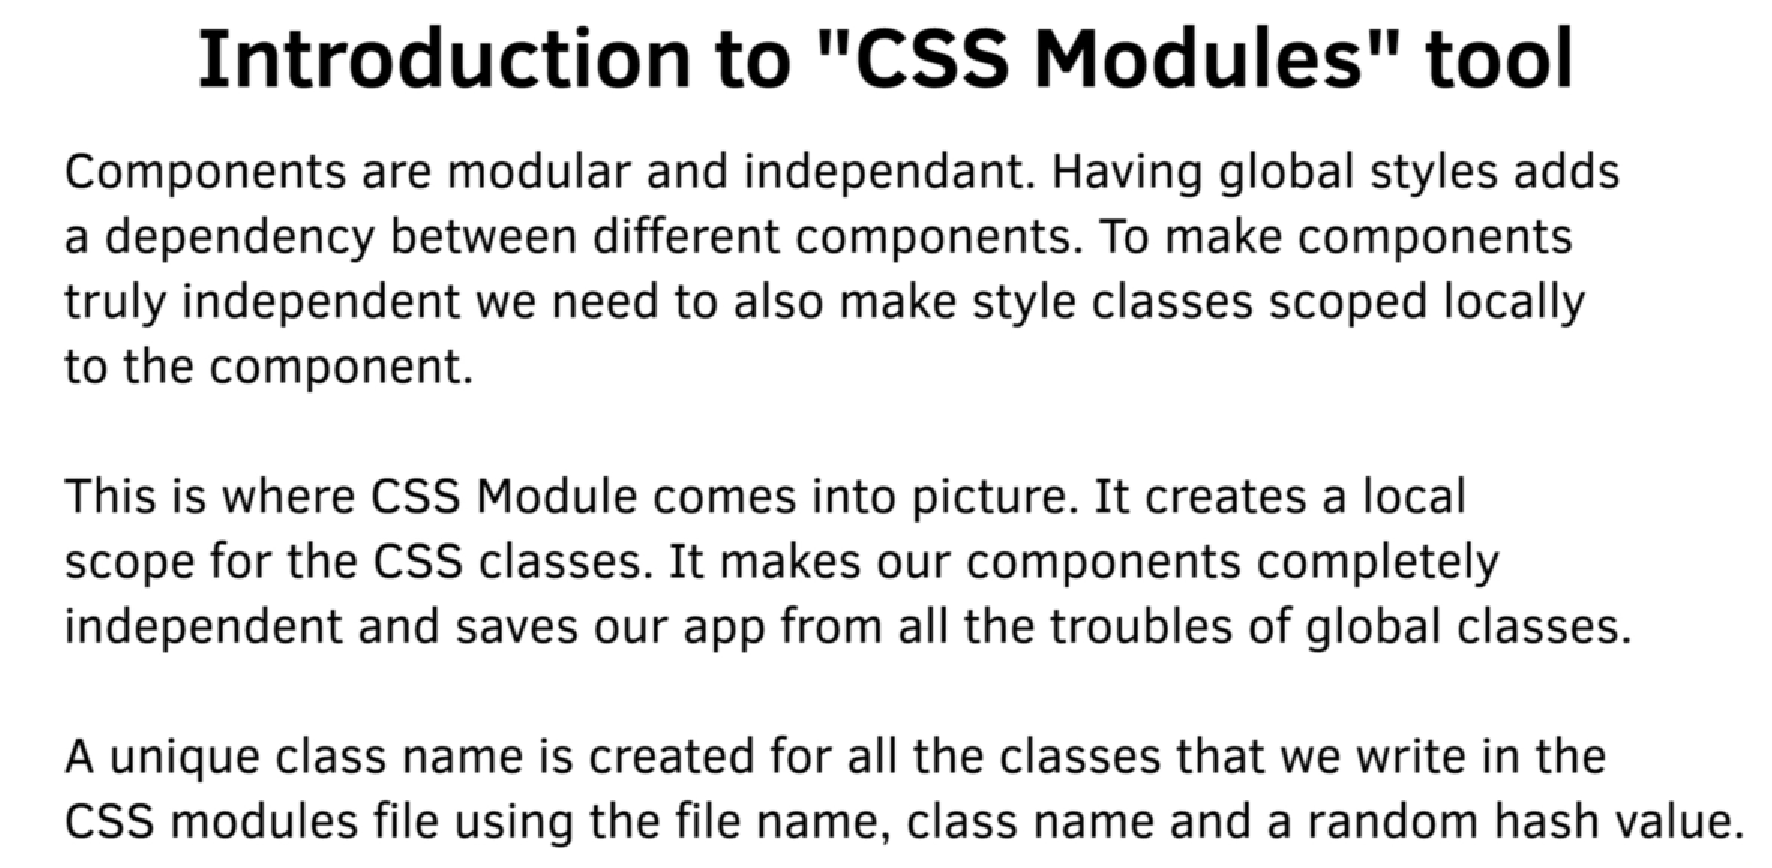 Introduction to "CSS Modules" tool
Components are modular and independant. Having global styles adds
a dependency between different components. To make components
truly independent we need to also make style classes scoped locally
to the component.
This is where CSS Module comes into picture. It creates a local
scope for the CSS classes. It makes our components completely
independent and saves our app from all the troubles of global classes.
A unique class name is created for all the classes that we write in the
CSS modules file using the file name, class name and a random hash value.